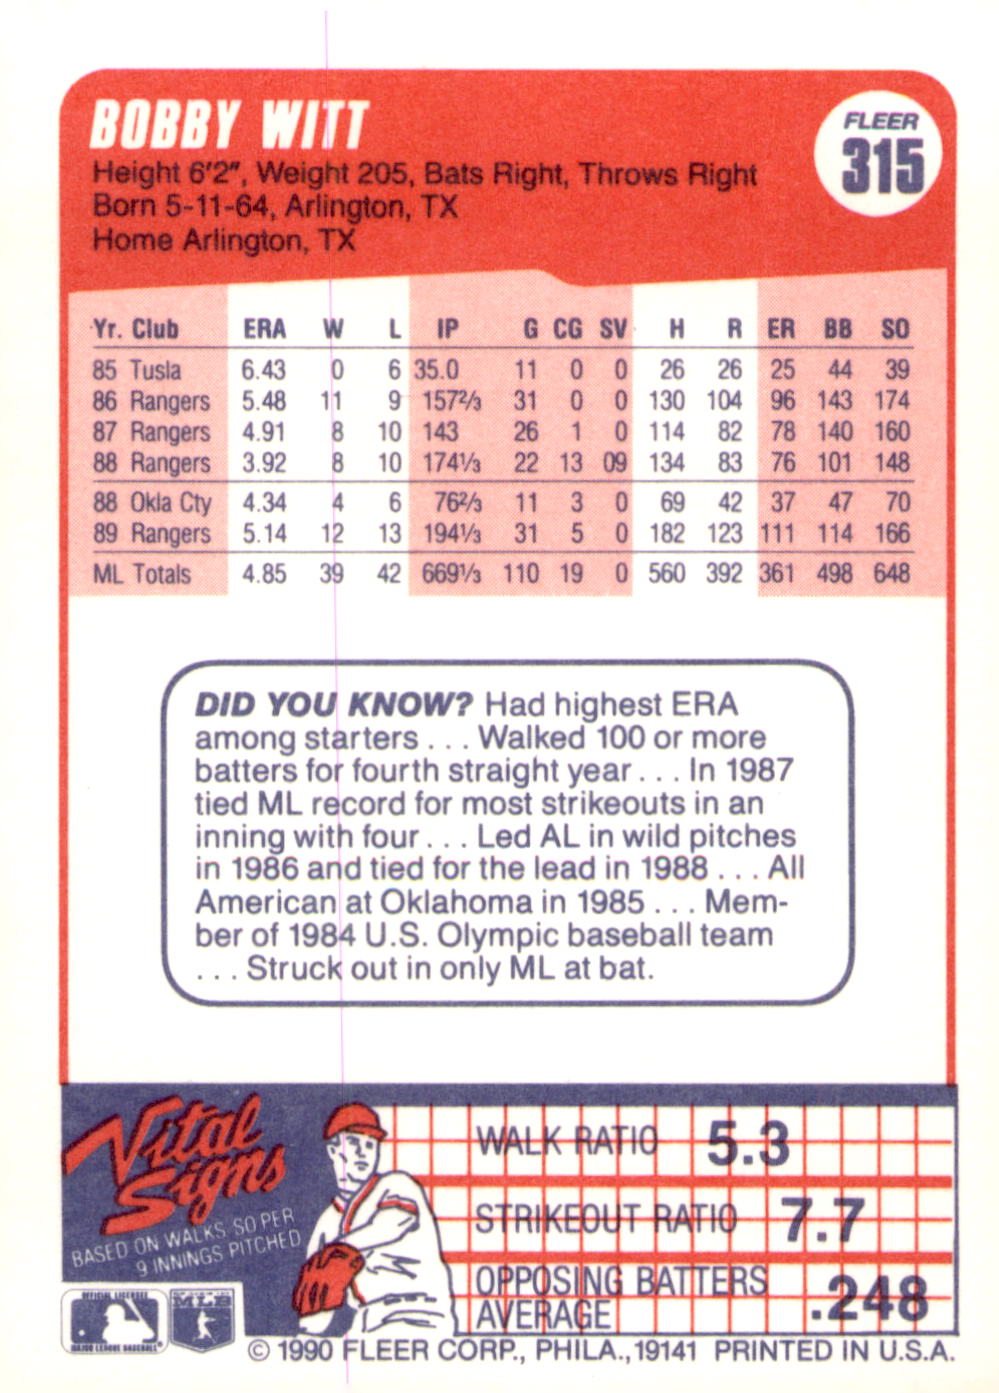 BOBBY WITT
FLEER
315
Height 6'2", Weight 205, Bats Right, Throws Right
Born 5-11-64, Arlington, TX
Home Arlington, TX
Yr. Club ERA W L IP G CG SV H R ER BB SO
85 Tusla 6.43 0 6 35.0 11 0 0 26 26 25 44 39
86 Rangers 5.48 11 9 157⅔ 31 0 0 130 104 96 143 174
87 Rangers 4.91 8 10 143 26 1 0 114 82 78 140 160
88 Rangers 3.92 8 10 174⅓ 22 13 09 134 83 76 101 148
88 Okla Cty 4.34 4 6 76⅔ 11 3 0 69 42 37 47 70
89 Rangers 5.14 12 13 194⅓ 31 5 0 182 123 111 114 166
ML Totals 4.85 39 42 669⅓ 110 19 0 560 392 361 498 648
DID YOU KNOW? Had highest ERA
among starters . . . Walked 100 or more
batters for fourth straight year . . . In 1987
tied ML record for most strikeouts in an
inning with four . . . Led AL in wild pitches
in 1986 and tied for the lead in 1988 . . . All
American at Oklahoma in 1985 . . . Mem-
ber of 1984 U.S. Olympic baseball team
. . . Struck out in only ML at bat.
Vital
Signs
BASED ON WALKS SO PER
9 INNINGS PITCHED
WALK RATIO 5.3
STRIKEOUT RATIO 7.7
OPPOSING BATTERS
AVERAGE .248
OFFICIAL LICENSEE
MAJOR LEAGUE BASEBALL
MLB
© 1990 FLEER CORP., PHILA., 19141 PRINTED IN U.S.A.